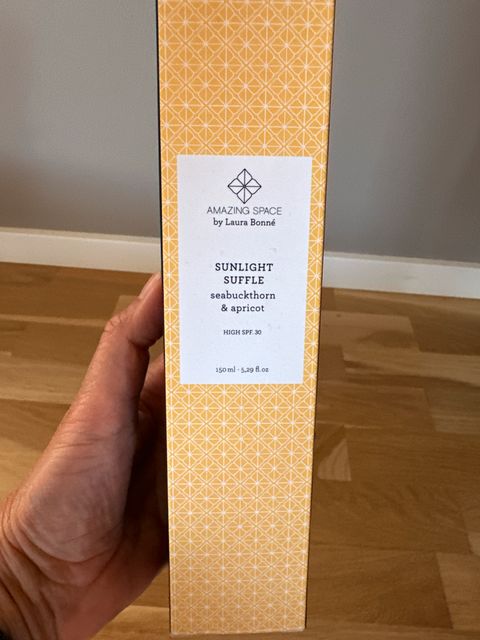 AMAZING SPACE
by Laura Bonné
SUNLIGHT
SUFFLE
seabuckthorn
& apricot
HIGH SPF. 30
150 ml - 5,29 fl.oz